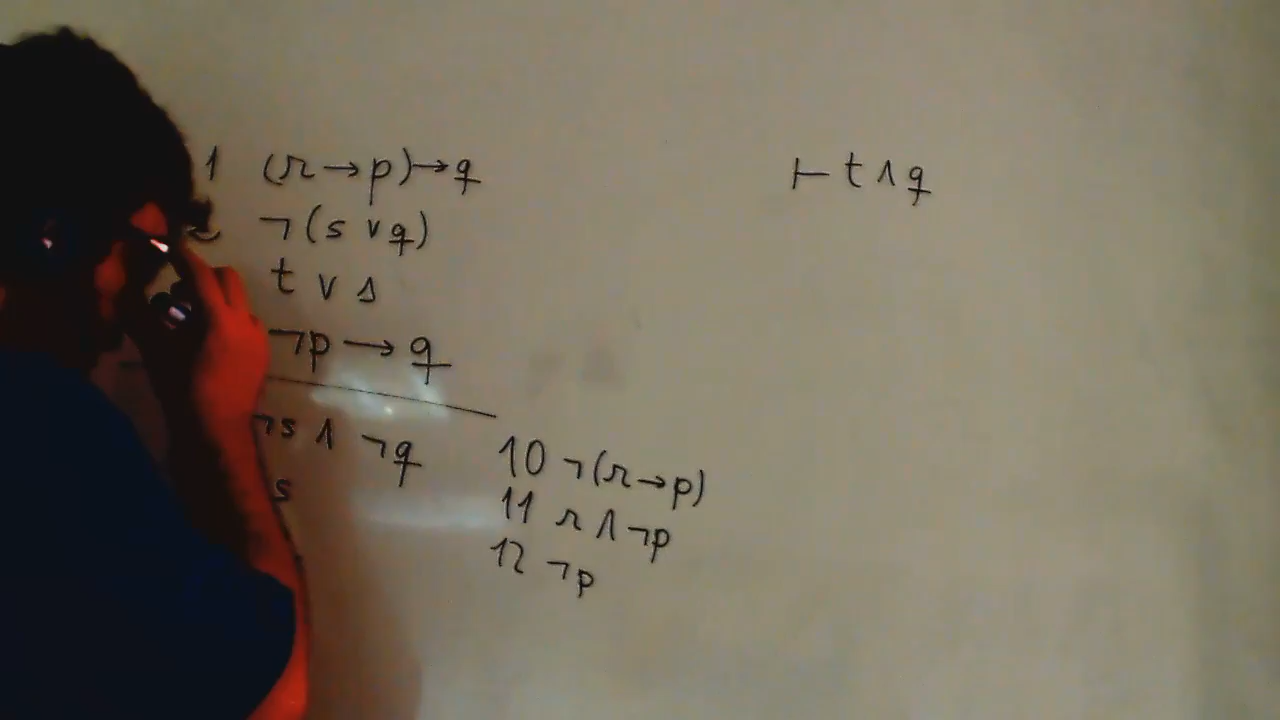 1 (r→p)→q
¬(s ∨ q)
t ∨ s
¬p → q
¬s ∧ ¬q
s
10 ¬(r→p)
11 r ∧ ¬p
12 ¬p
⊢ t ∧ q